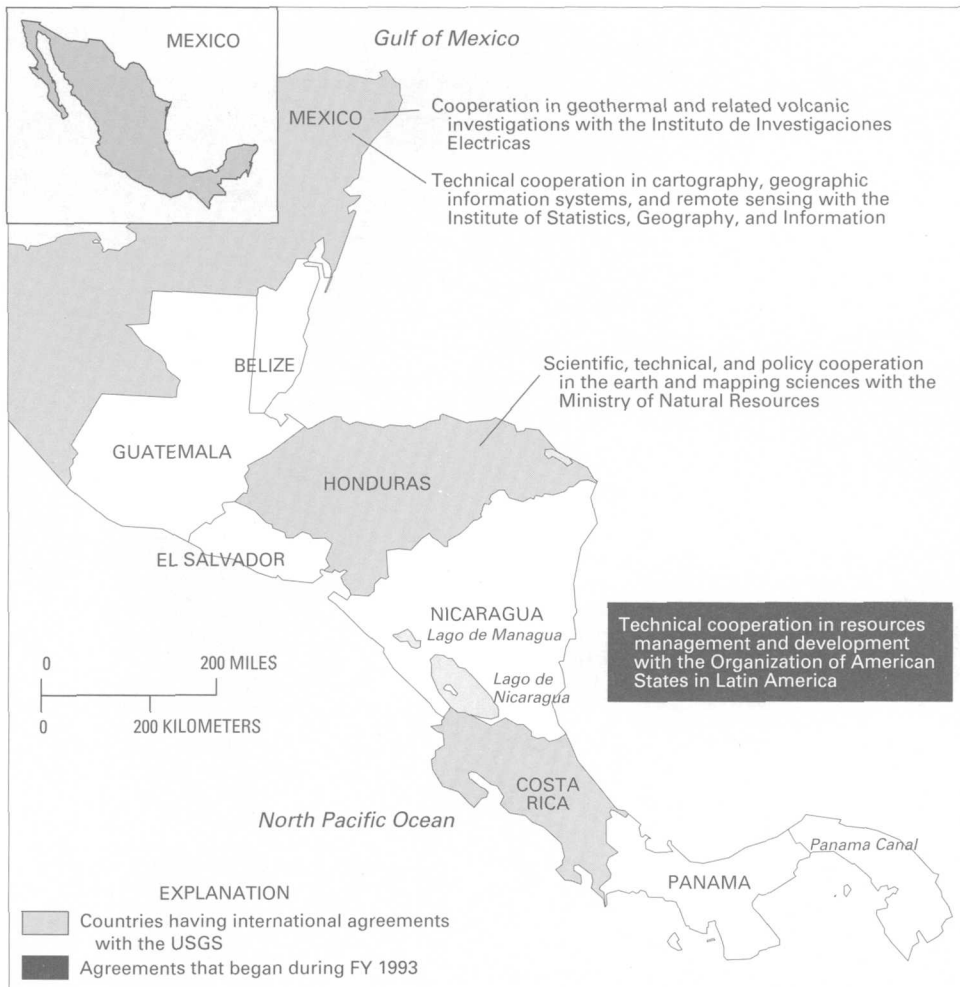 MEXICO
Gulf of Mexico
MEXICO
Cooperation in geothermal and related volcanic
investigations with the Instituto de Investigaciones
Electricas
Technical cooperation in cartography, geographic
information systems, and remote sensing with the
Institute of Statistics, Geography, and Information
BELIZE
Scientific, technical, and policy cooperation
in the earth and mapping sciences with the
Ministry of Natural Resources
GUATEMALA
HONDURAS
EL SALVADOR
NICARAGUA
Lago de Managua
Technical cooperation in resources
management and development
with the Organization of American
States in Latin America
0 200 MILES
0 200 KILOMETERS
Lago de
Nicaragua
COSTA
RICA
North Pacific Ocean
Panama Canal
PANAMA
EXPLANATION
Countries having international agreements
with the USGS
Agreements that began during FY 1993